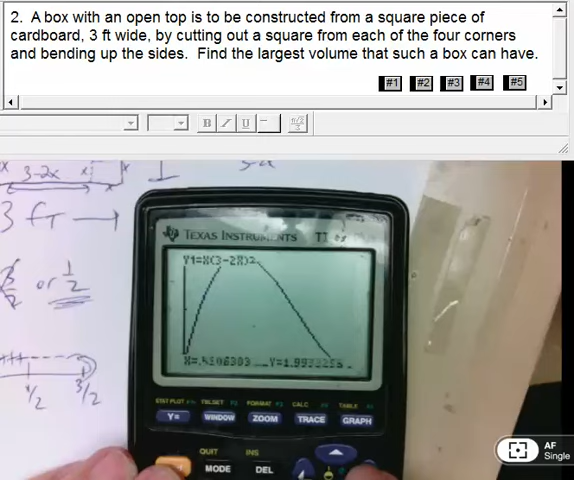 2. A box with an open top is to be constructed from a square piece of
cardboard, 3 ft wide, by cutting out a square from each of the four corners
and bending up the sides. Find the largest volume that such a box can have.
#1 #2 #3 #4 #5
B I U
x 3-2x x x
3 FT
3/2 or 1/2
1/2 3/2
TEXAS INSTRUMENTS
Y1=X(3-2X)2
STAT PLOT TBLSET FORMAT CALC TABLE
Y= WINDOW ZOOM TRACE GRAPH
QUIT INS
MODE DEL
AF
Single